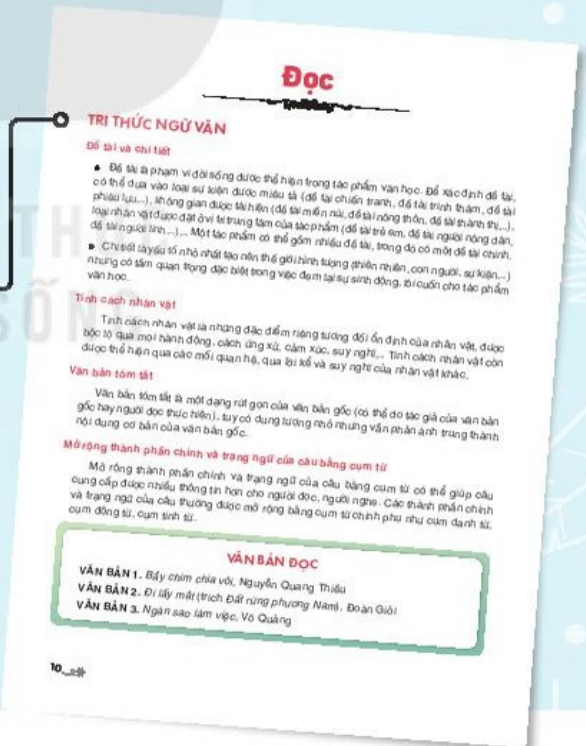 TH
SỐNG
Đọc
TRI THỨC NGỮ VĂN
Đề tài và chi tiết
• Đề tài là phạm vi đời sống được thể hiện trong tác phẩm văn học. Để xác định đề tài,
có thể dựa vào loại sự kiện được miêu tả (đề tài chiến tranh, đề tài trinh thám, đề tài
phiêu lưu,...), không gian được tái hiện (đề tài miền núi, đề tài nông thôn, đề tài thành thị,...),
loại nhân vật được đặt ở vị trí trung tâm của tác phẩm (đề tài trẻ em, đề tài người nông dân,
đề tài người lính,...),... Một tác phẩm có thể gồm nhiều đề tài, trong đó có một đề tài chính.
• Chi tiết là yếu tố nhỏ nhất tạo nên thế giới hình tượng (thiên nhiên, con người, sự kiện,...)
nhưng có tầm quan trọng đặc biệt trong việc đem lại sự sinh động, lôi cuốn cho tác phẩm
văn học.
Tính cách nhân vật
Tính cách nhân vật là những đặc điểm riêng tương đối ổn định của nhân vật, được
bộc lộ qua mọi hành động, cách ứng xử, cảm xúc, suy nghĩ,... Tính cách nhân vật còn
được thể hiện qua các mối quan hệ, qua lời kể và suy nghĩ của nhân vật khác.
Văn bản tóm tắt
Văn bản tóm tắt là một dạng rút gọn của văn bản gốc (có thể do tác giả của văn bản
gốc hay người đọc thực hiện), tuy có dung lượng nhỏ nhưng vẫn phản ánh trung thành
nội dung cơ bản của văn bản gốc.
Mở rộng thành phần chính và trạng ngữ của câu bằng cụm từ
Mở rộng thành phần chính và trạng ngữ của câu bằng cụm từ có thể giúp câu
cung cấp được nhiều thông tin hơn cho người đọc, người nghe. Các thành phần chính
và trạng ngữ của câu thường được mở rộng bằng cụm từ chính phụ như cụm danh từ,
cụm động từ, cụm tính từ.
VĂN BẢN ĐỌC
VĂN BẢN 1. Bầy chim chìa vôi, Nguyễn Quang Thiều
VĂN BẢN 2. Đi lấy mật (trích Đất rừng phương Nam), Đoàn Giỏi
VĂN BẢN 3. Ngàn sao làm việc, Võ Quảng
10